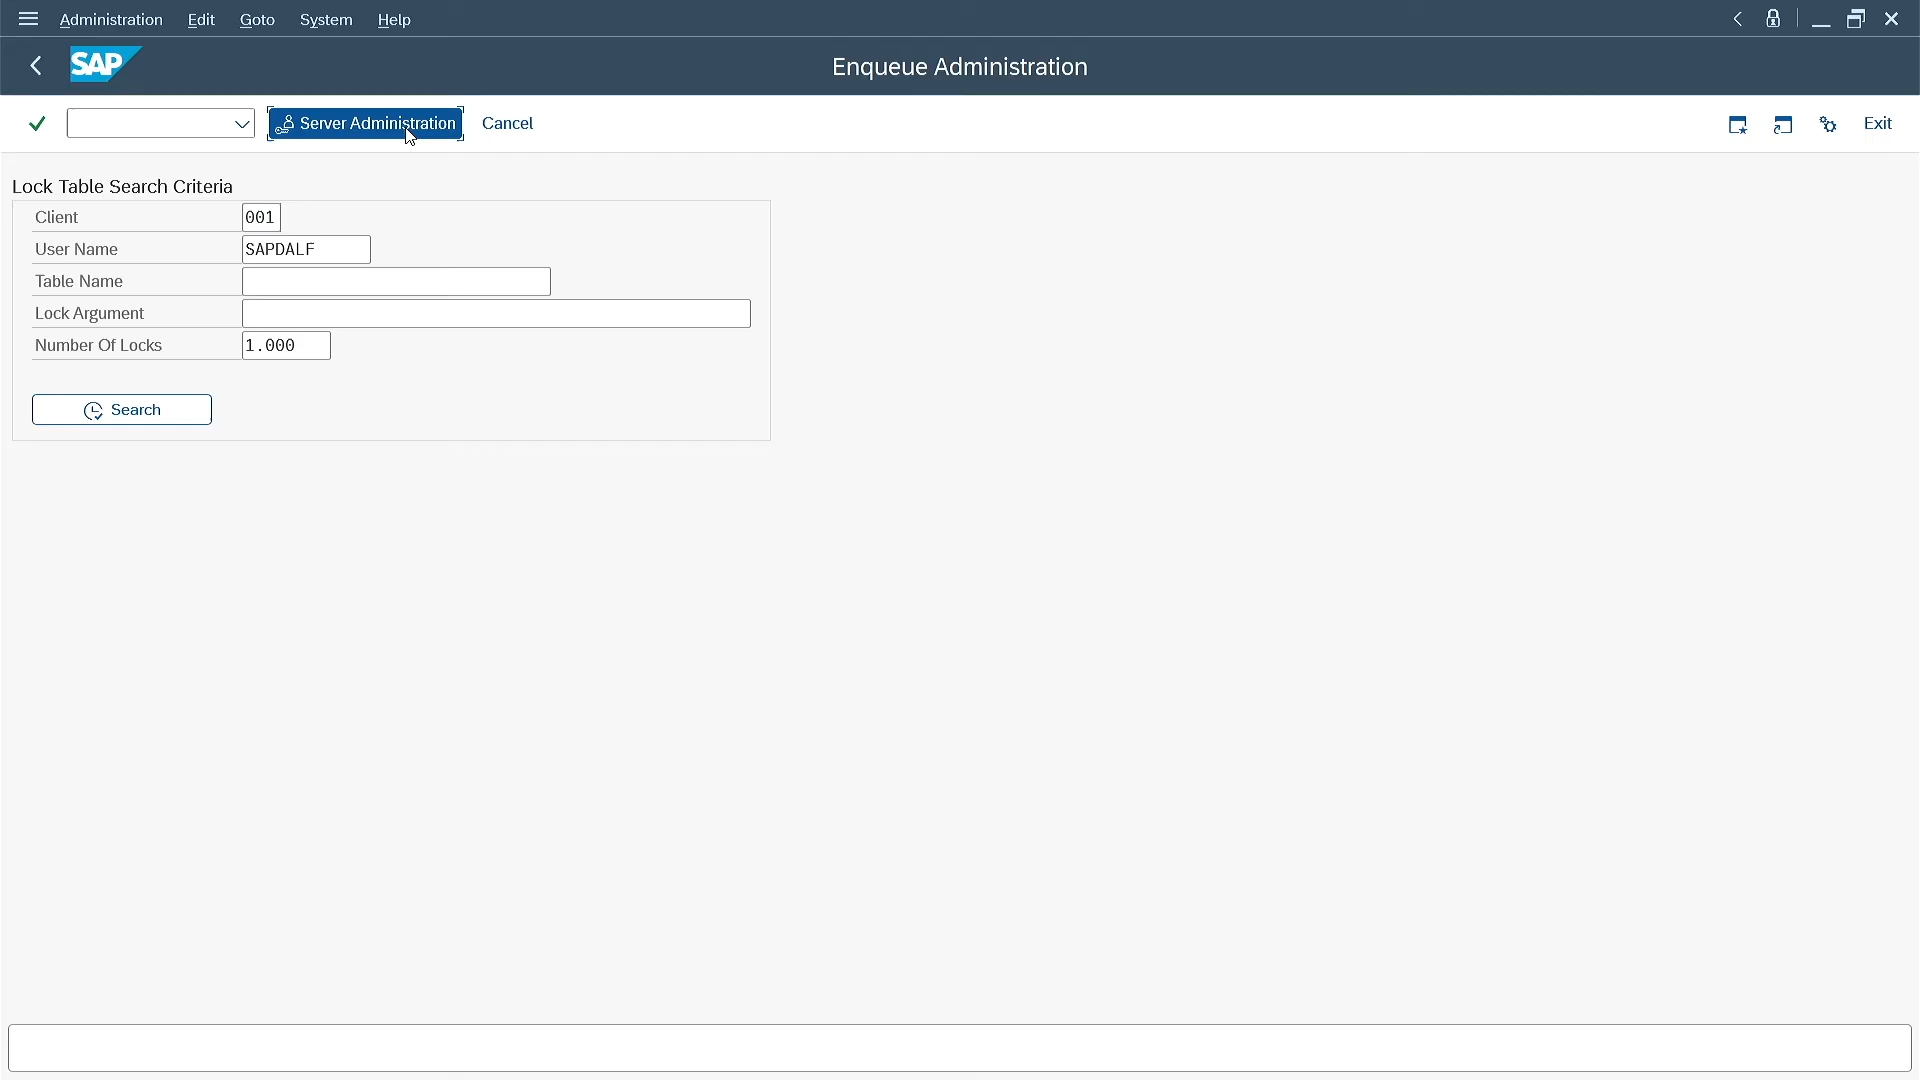 Administration Edit Goto System Help
SAP Enqueue Administration
Server Administration Cancel Exit
Lock Table Search Criteria
Client 001
User Name SAPDALF
Table Name
Lock Argument
Number Of Locks 1.000
Search